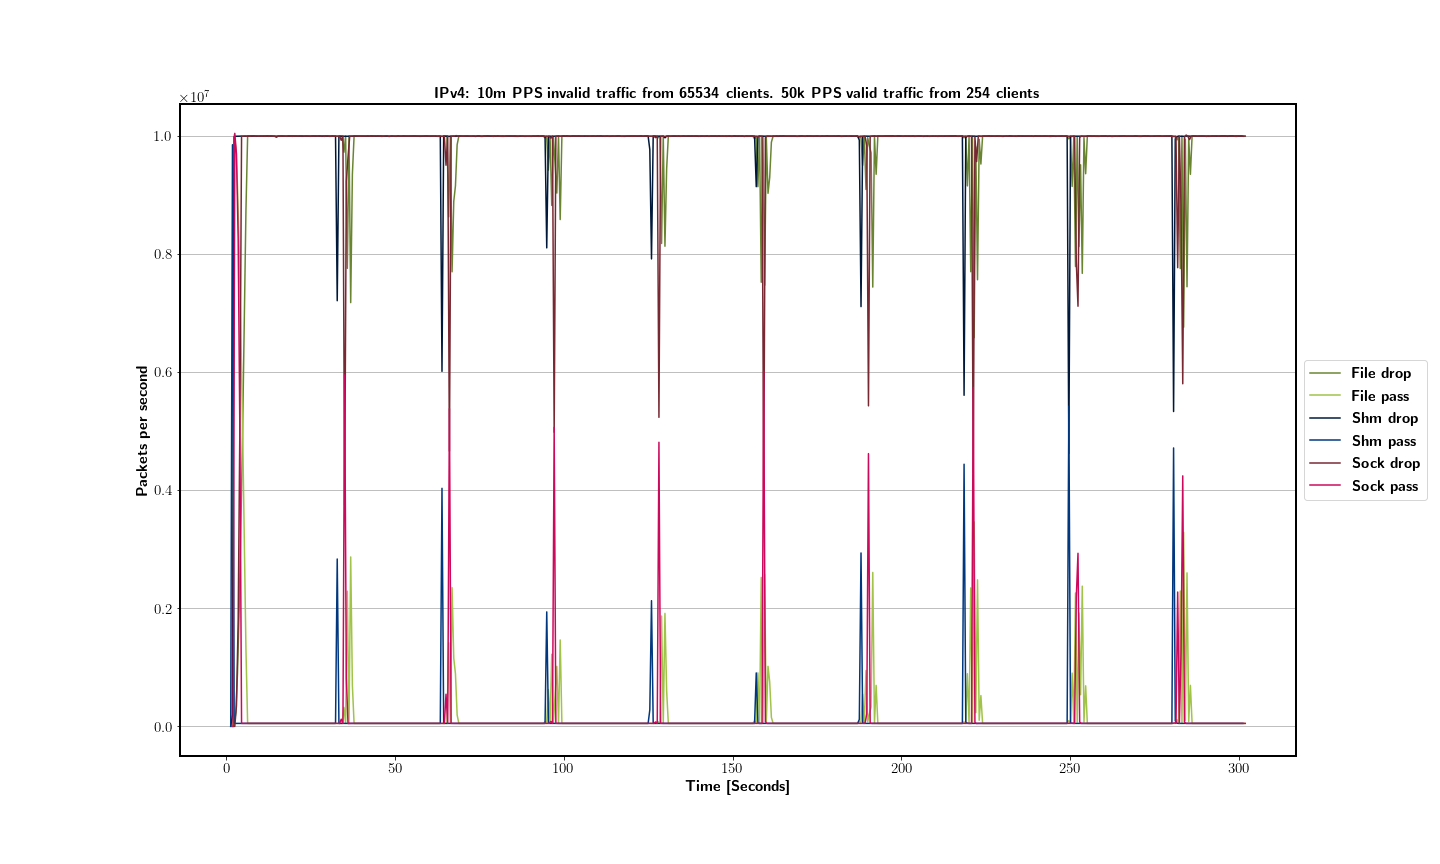 IPv4: 10m PPS invalid traffic from 65534 clients. 50k PPS valid traffic from 254 clients
×10⁷
1.0
0.8
0.6
0.4
0.2
0.0
Packets per second
0 50 100 150 200 250 300
Time [Seconds]
File drop
File pass
Shm drop
Shm pass
Sock drop
Sock pass